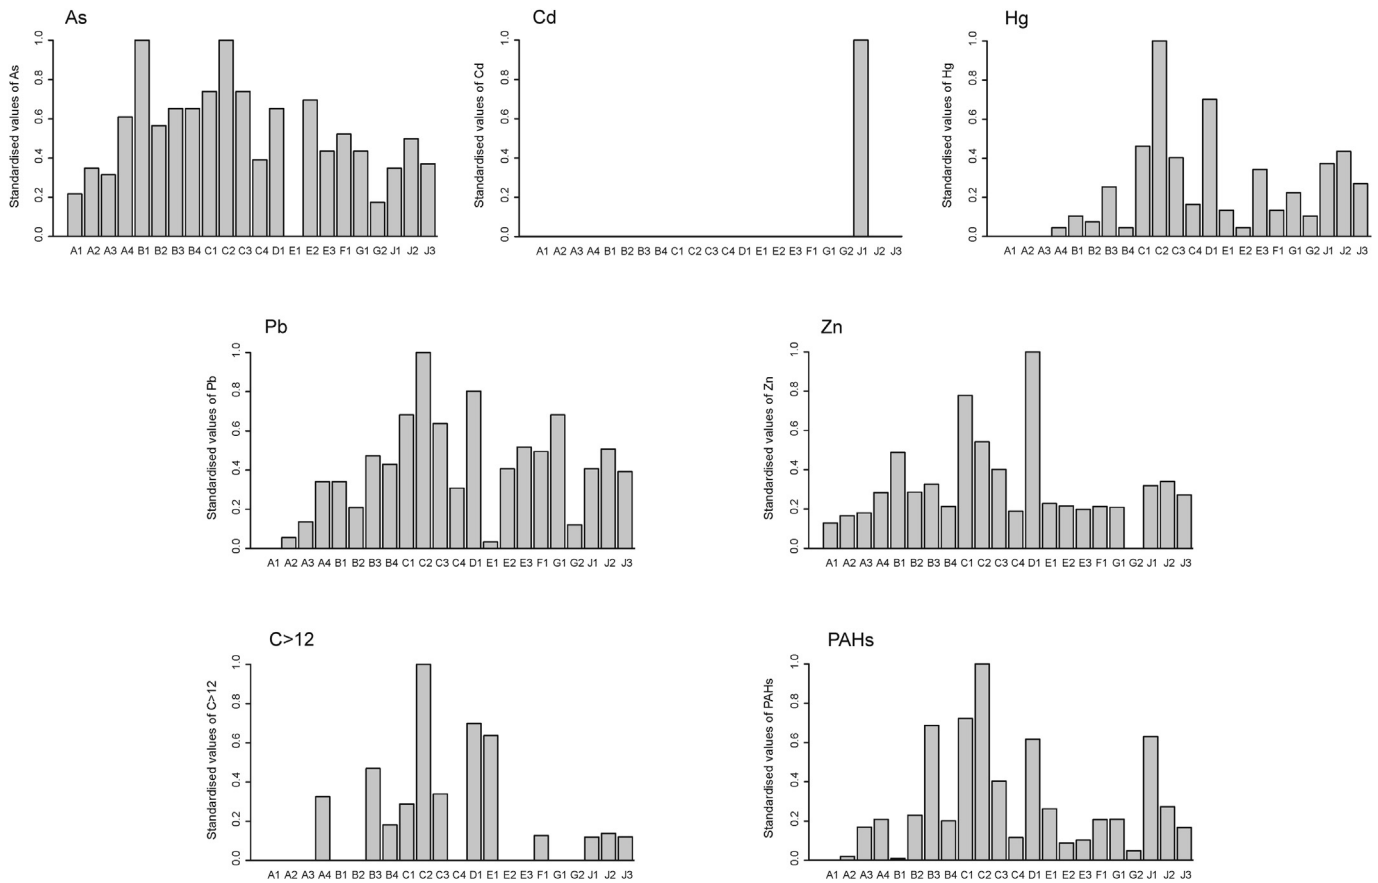 As
Standardised values of As
1.0
0.8
0.6
0.4
0.2
0.0
A1 A2 A3 A4 B1 B2 B3 B4 C1 C2 C3 C4 D1 E1 E2 E3 F1 G1 G2 J1 J2 J3
Cd
Standardised values of Cd
1.0
0.8
0.6
0.4
0.2
0.0
A1 A2 A3 A4 B1 B2 B3 B4 C1 C2 C3 C4 D1 E1 E2 E3 F1 G1 G2 J1 J2 J3
Hg
Standardised values of Hg
1.0
0.8
0.6
0.4
0.2
0.0
A1 A2 A3 A4 B1 B2 B3 B4 C1 C2 C3 C4 D1 E1 E2 E3 F1 G1 G2 J1 J2 J3
Pb
Standardised values of Pb
1.0
0.8
0.6
0.4
0.2
0.0
A1 A2 A3 A4 B1 B2 B3 B4 C1 C2 C3 C4 D1 E1 E2 E3 F1 G1 G2 J1 J2 J3
Zn
Standardised values of Zn
1.0
0.8
0.6
0.4
0.2
0.0
A1 A2 A3 A4 B1 B2 B3 B4 C1 C2 C3 C4 D1 E1 E2 E3 F1 G1 G2 J1 J2 J3
C>12
Standardised values of C>12
1.0
0.8
0.6
0.4
0.2
0.0
A1 A2 A3 A4 B1 B2 B3 B4 C1 C2 C3 C4 D1 E1 E2 E3 F1 G1 G2 J1 J2 J3
PAHs
Standardised values of PAHs
1.0
0.8
0.6
0.4
0.2
0.0
A1 A2 A3 A4 B1 B2 B3 B4 C1 C2 C3 C4 D1 E1 E2 E3 F1 G1 G2 J1 J2 J3